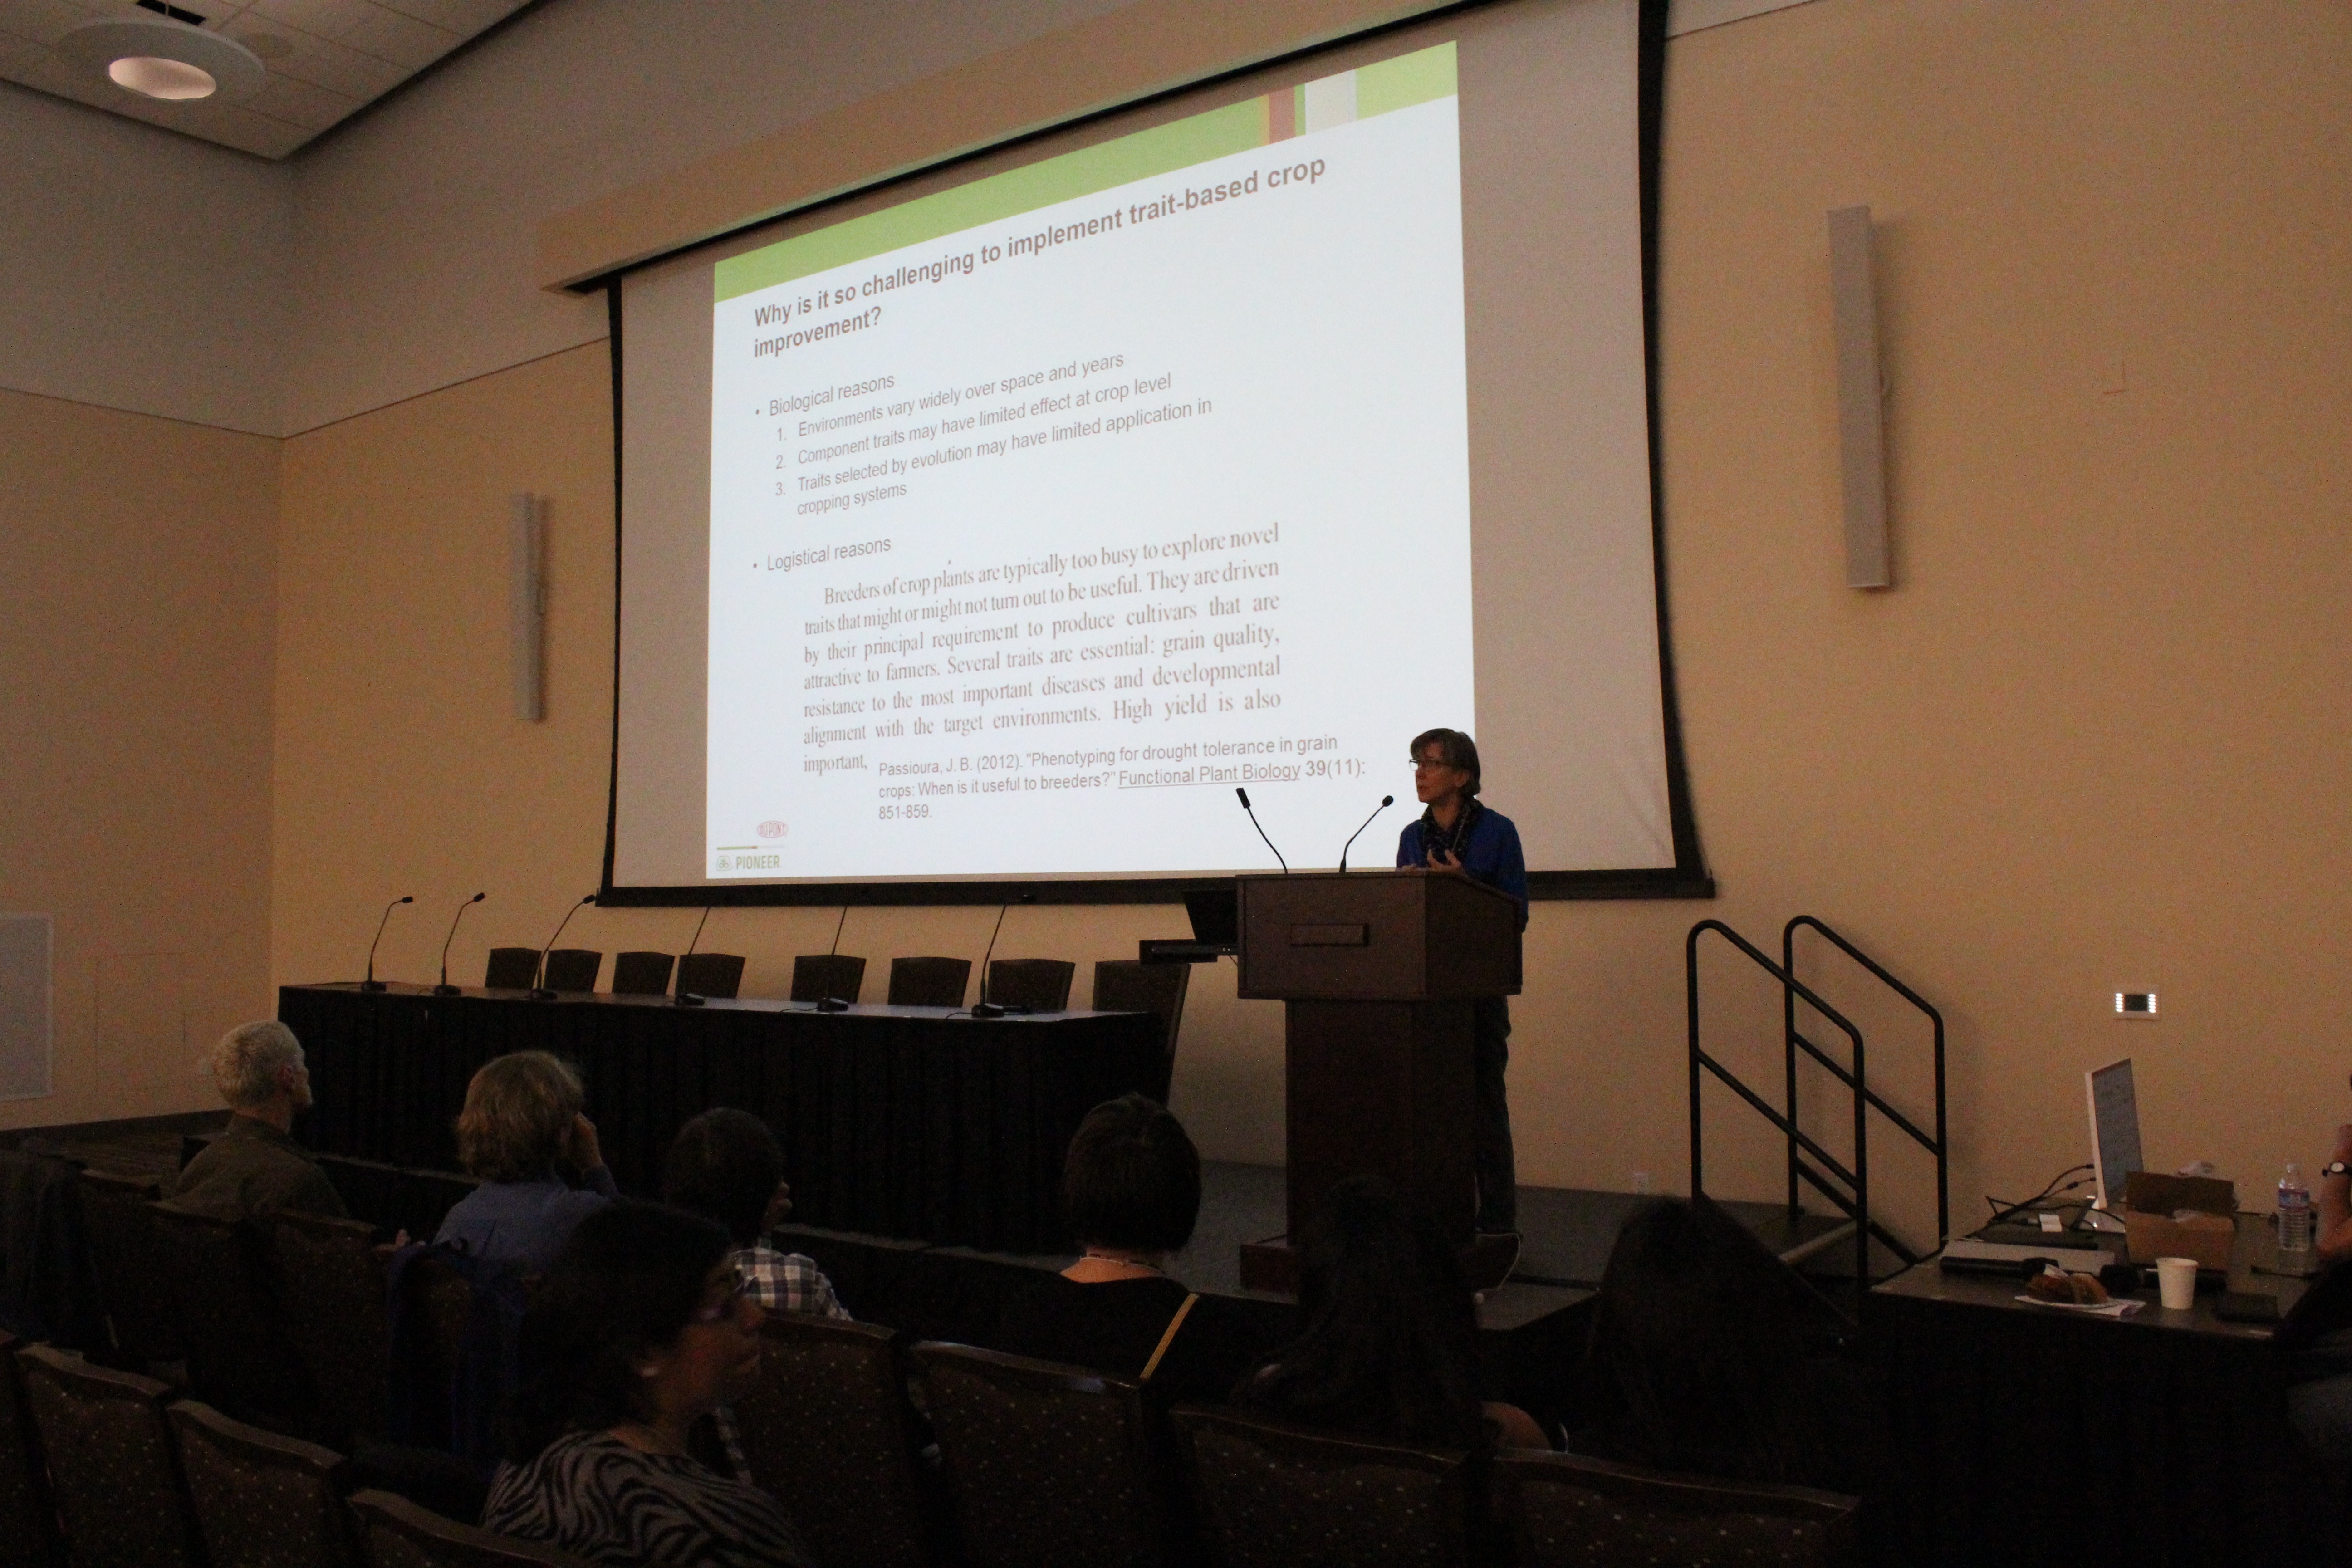 Why is it so challenging to implement trait-based crop
improvement?
• Biological reasons
1. Environments vary widely over space and years
2. Component traits may have limited effect at crop level
3. Traits selected by evolution may have limited application in
cropping systems
• Logistical reasons
Breeders of crop plants are typically too busy to explore novel
traits that might or might not turn out to be useful. They are driven
by their principal requirement to produce cultivars that are
attractive to farmers. Several traits are essential: grain quality,
resistance to the most important diseases and developmental
alignment with the target environments. High yield is also
important,
Passioura, J. B. (2012). "Phenotyping for drought tolerance in grain
crops: When is it useful to breeders?" Functional Plant Biology 39(11):
851-859.
DUPONT
PIONEER